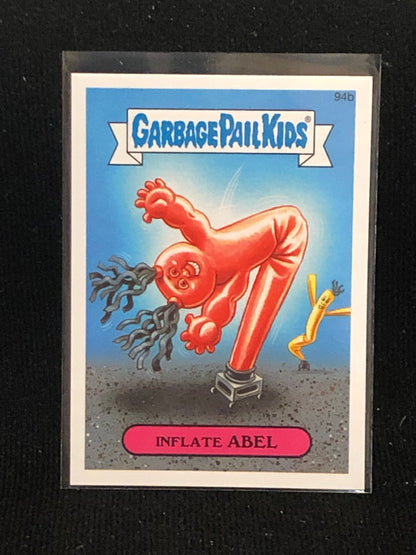 94b
GARBAGE PAIL KIDS®
INFLATE ABEL